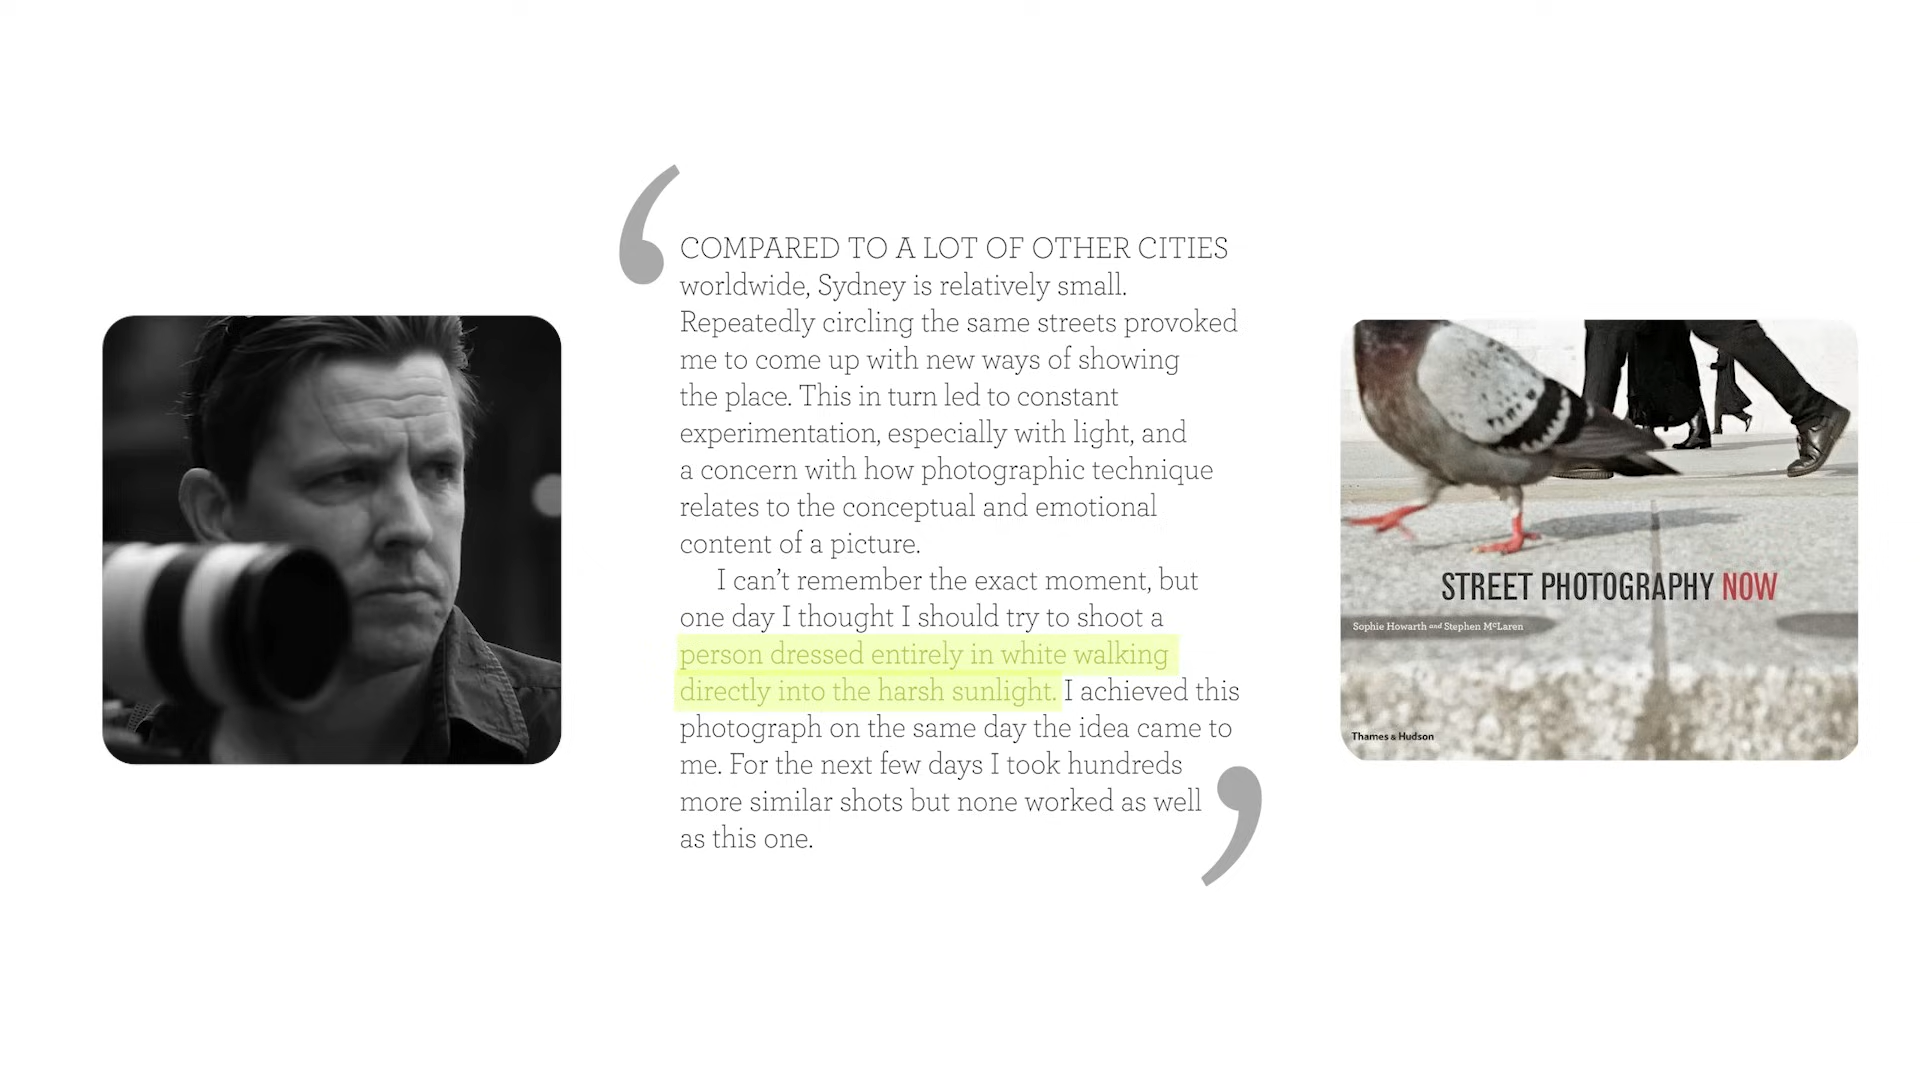 COMPARED TO A LOT OF OTHER CITIES
worldwide, Sydney is relatively small.
Repeatedly circling the same streets provoked
me to come up with new ways of showing
the place. This in turn led to constant
experimentation, especially with light, and
a concern with how photographic technique
relates to the conceptual and emotional
content of a picture.
I can’t remember the exact moment, but
one day I thought I should try to shoot a
person dressed entirely in white walking
directly into the harsh sunlight. I achieved this
photograph on the same day the idea came to
me. For the next few days I took hundreds
more similar shots but none worked as well
as this one.
STREET PHOTOGRAPHY NOW
Sophie Howarth and Stephen McLaren
Thames & Hudson